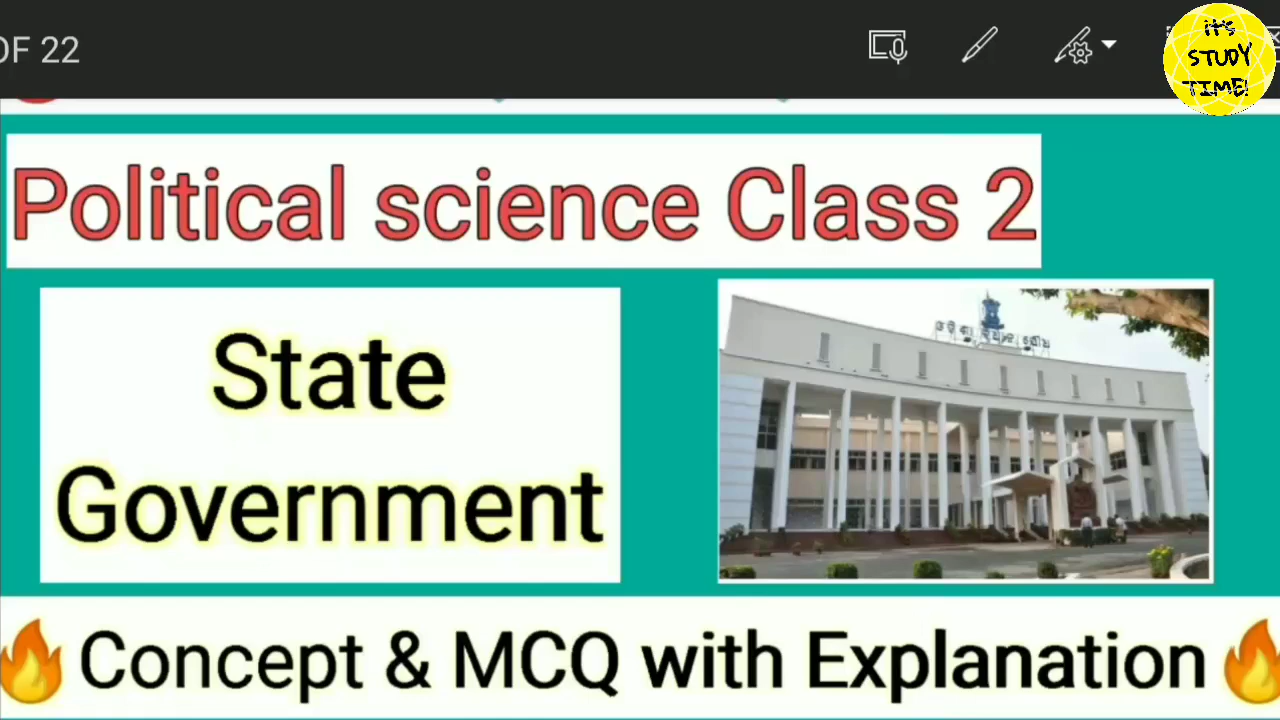 OF 22
it's
STUDY
TIME!
Political science Class 2
State
Government
Concept & MCQ with Explanation